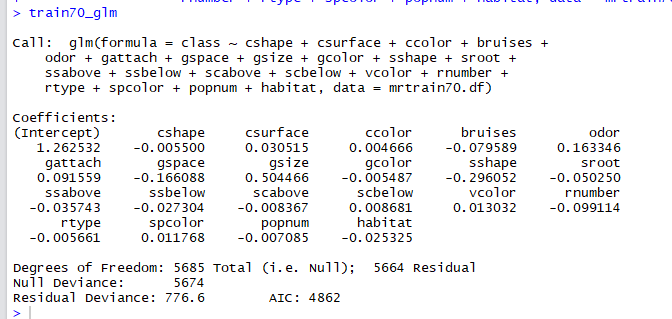 rnumber + rtype + spcolor + popnum + habitat, data =
> train70_glm
Call:  glm(formula = class ~ cshape + csurface + ccolor + bruises +
    odor + gattach + gspace + gsize + gcolor + sshape + sroot +
    ssabove + ssbelow + scabove + scbelow + vcolor + rnumber +
    rtype + spcolor + popnum + habitat, data = mrtrain70.df)
Coefficients:
(Intercept)       cshape     csurface       ccolor      bruises         odor
   1.262532    -0.005500     0.030515     0.004666    -0.079589     0.163346
    gattach       gspace        gsize       gcolor       sshape        sroot
   0.091559    -0.166088     0.504466    -0.005487    -0.296052    -0.050250
    ssabove      ssbelow      scabove      scbelow       vcolor      rnumber
  -0.035743    -0.027304    -0.008367     0.008681     0.013032    -0.099114
      rtype      spcolor       popnum      habitat
  -0.005661     0.011768    -0.007085    -0.025325
Degrees of Freedom: 5685 Total (i.e. Null);  5664 Residual
Null Deviance:      5674
Residual Deviance: 776.6        AIC: 4862
>